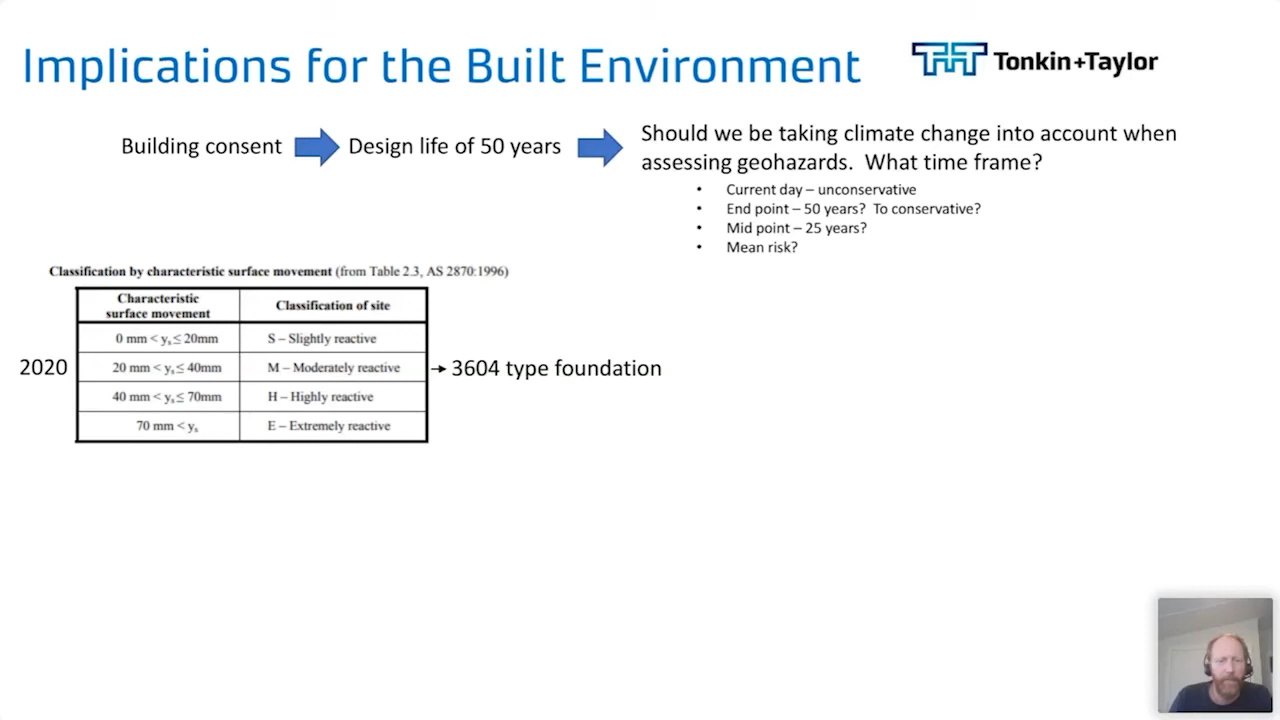 Implications for the Built Environment
Tonkin+Taylor
Building consent
Design life of 50 years
Should we be taking climate change into account when
assessing geohazards. What time frame?
• Current day – unconservative
• End point – 50 years? To conservative?
• Mid point – 25 years?
• Mean risk?
Classification by characteristic surface movement (from Table 2.3, AS 2870:1996)
Characteristic
surface movement
Classification of site
0 mm < yₛ ≤ 20mm
S – Slightly reactive
2020
20 mm < yₛ ≤ 40mm
M – Moderately reactive
→ 3604 type foundation
40 mm < yₛ ≤ 70mm
H – Highly reactive
70 mm < yₛ
E – Extremely reactive